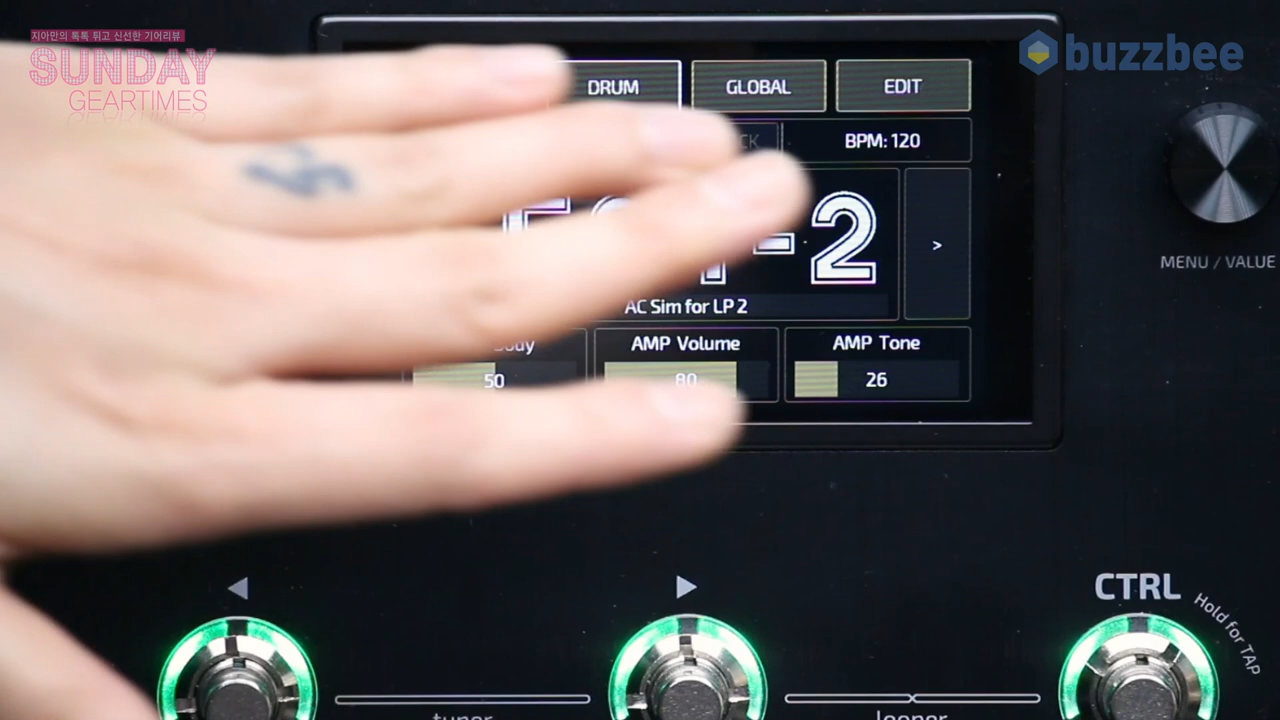 지아만의 톡톡 튀고 신선한 기어리뷰
SUNDAY
GEARTIMES
buzzbee
DRUM
GLOBAL
EDIT
BPM: 120
-2
>
AC Sim for LP 2
AMP Volume
AMP Tone
50
80
26
MENU / VALUE
CTRL
Hold for TAP
tuner
looper